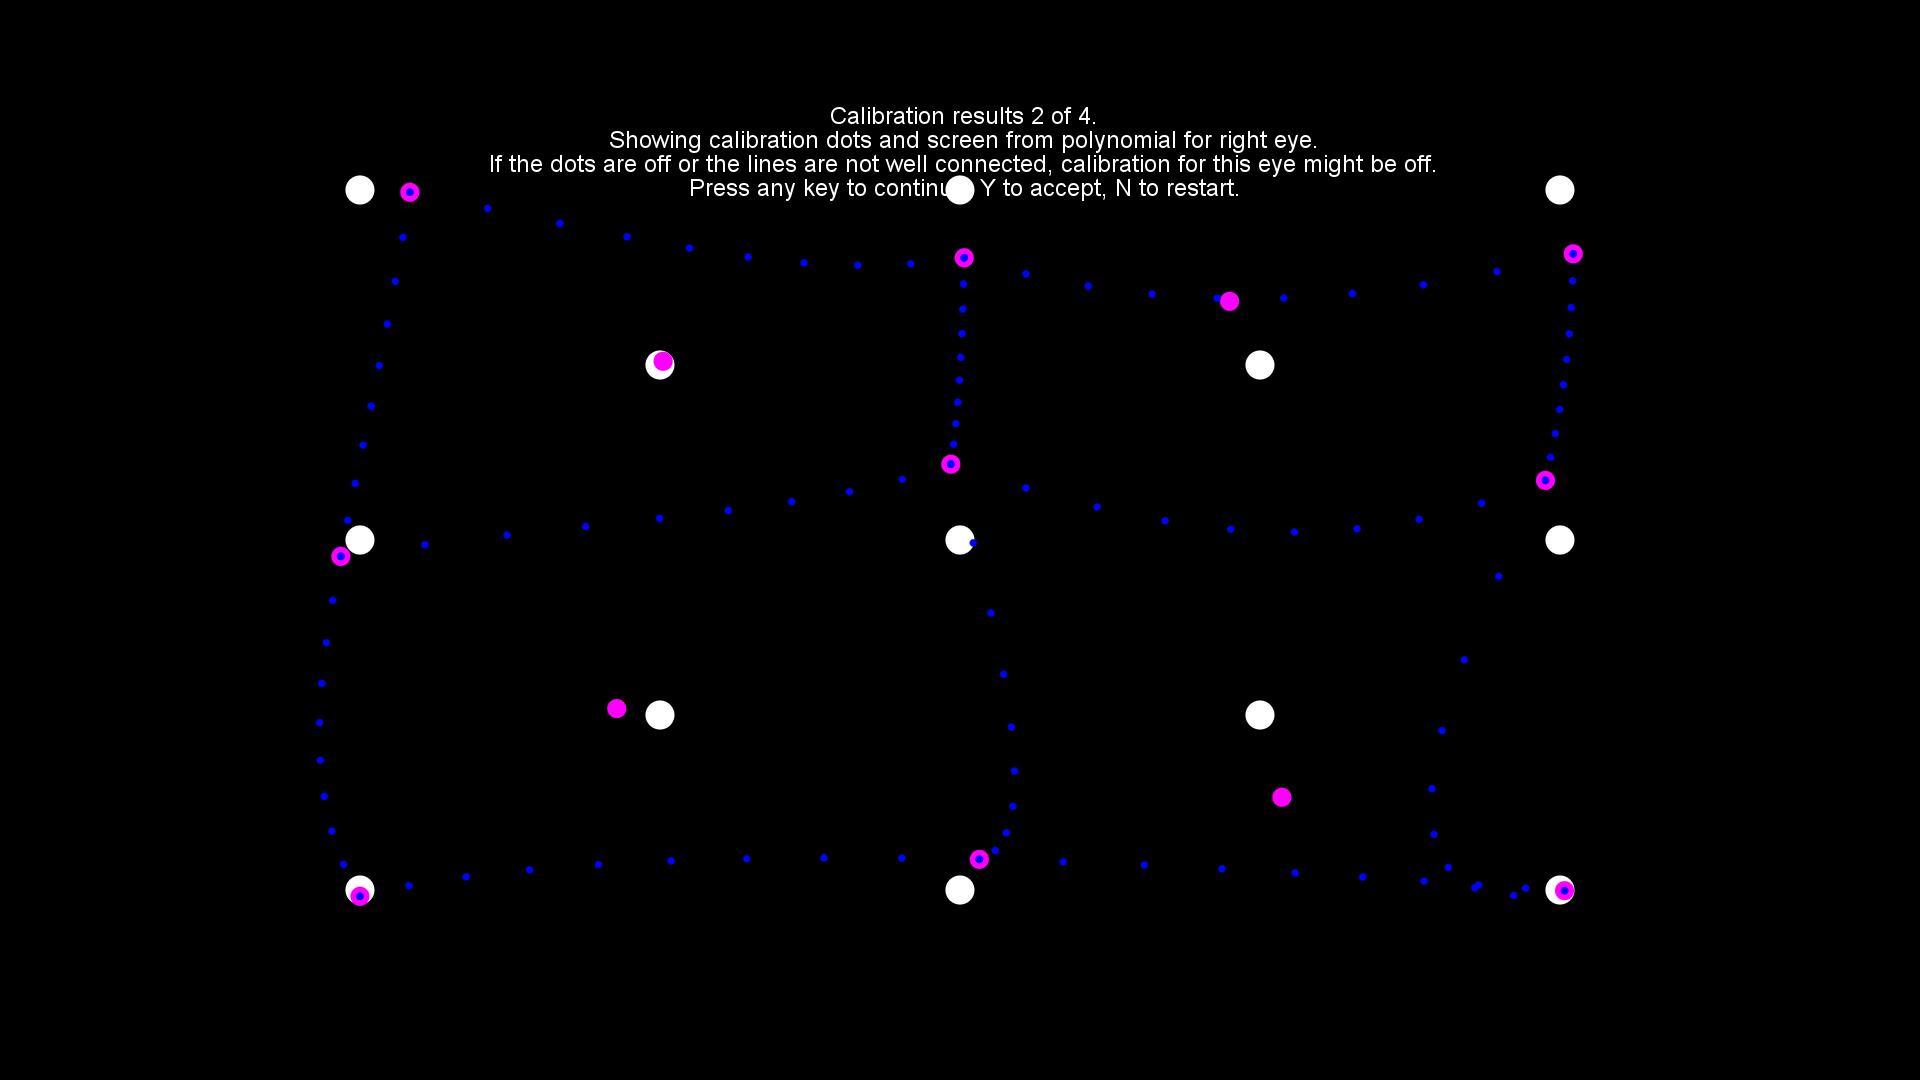 Calibration results 2 of 4.
Showing calibration dots and screen from polynomial for right eye.
If the dots are off or the lines are not well connected, calibration for this eye might be off.
Press any key to continu Y to accept, N to restart.